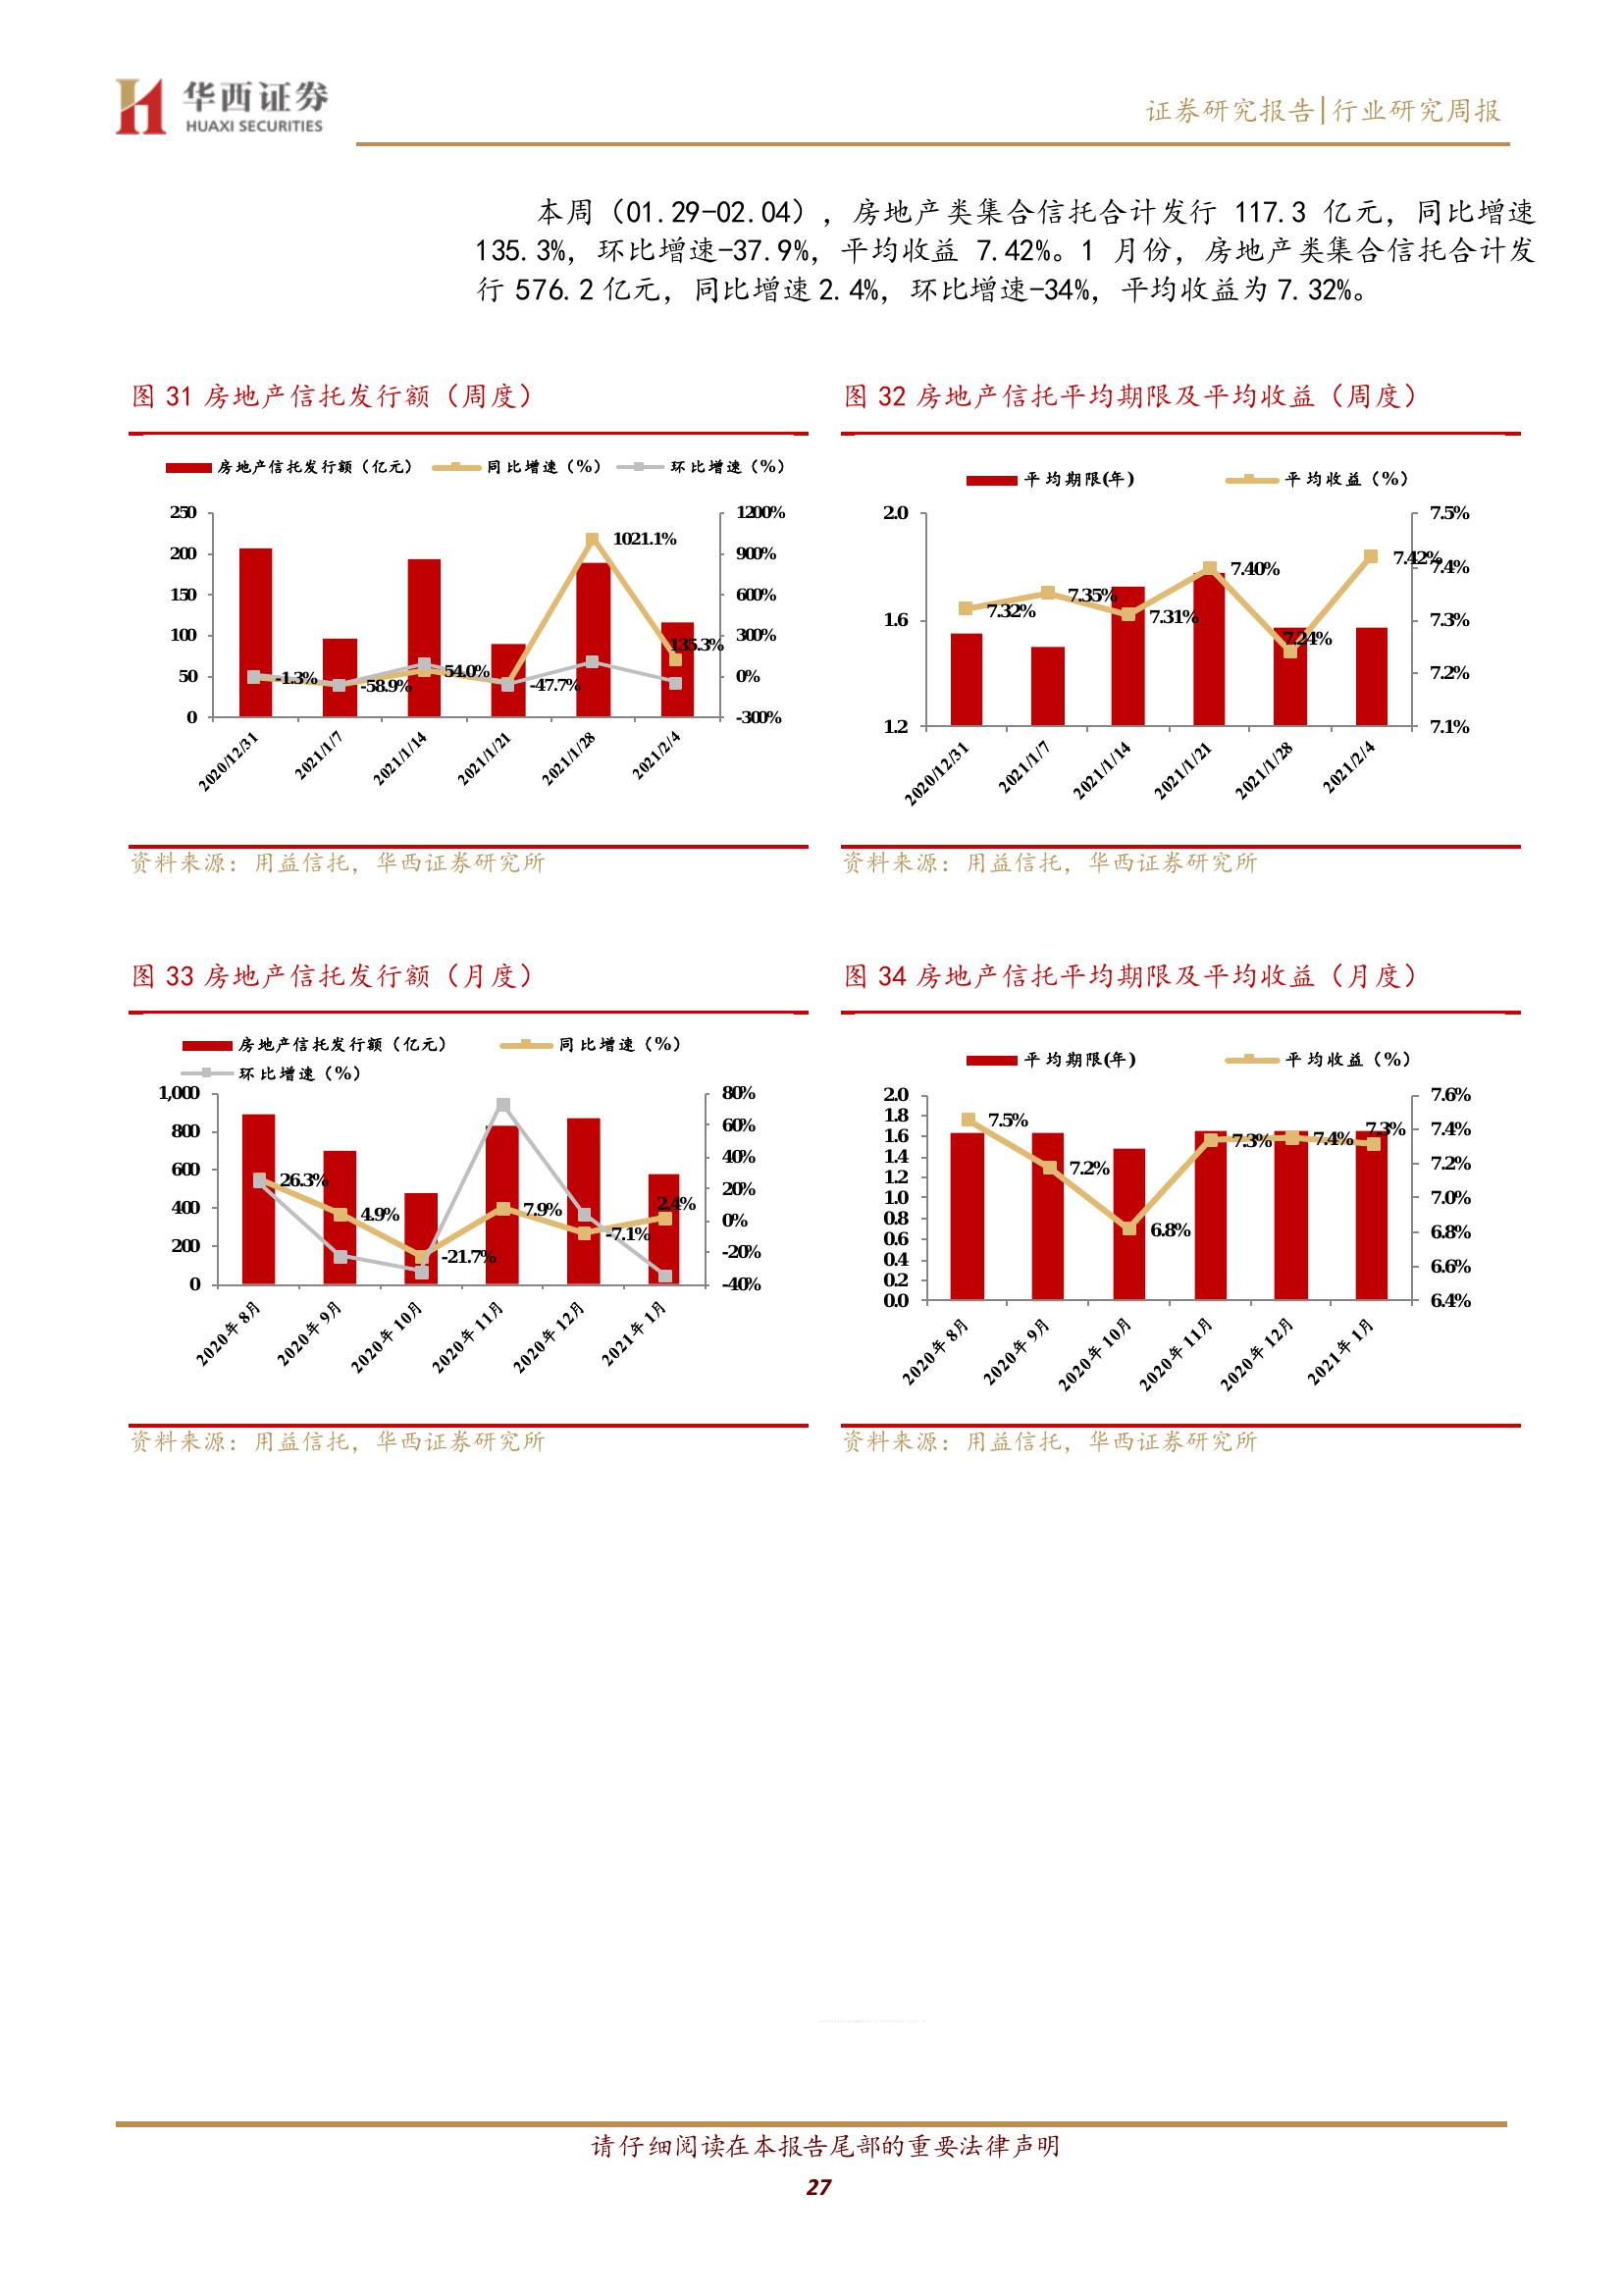 华西证券
HUAXI SECURITIES
证券研究报告|行业研究周报
本周（01.29-02.04），房地产类集合信托合计发行 117.3 亿元，同比增速
135.3%，环比增速-37.9%，平均收益 7.42%。1 月份，房地产类集合信托合计发
行 576.2 亿元，同比增速 2.4%，环比增速-34%，平均收益为 7.32%。
图 31 房地产信托发行额（周度）
房地产信托发行额（亿元） 同比增速（%） 环比增速（%）
250
200
150
100
50
0
1200%
900%
600%
300%
0%
-300%
-1.3%
-58.9%
54.0%
-47.7%
1021.1%
135.3%
2020/12/31
2021/1/7
2021/1/14
2021/1/21
2021/1/28
2021/2/4
资料来源：用益信托，华西证券研究所
图 32 房地产信托平均期限及平均收益（周度）
平均期限(年) 平均收益（%）
2.0
1.6
1.2
7.5%
7.4%
7.3%
7.2%
7.1%
7.32%
7.35%
7.31%
7.40%
7.24%
7.42%
2020/12/31
2021/1/7
2021/1/14
2021/1/21
2021/1/28
2021/2/4
资料来源：用益信托，华西证券研究所
图 33 房地产信托发行额（月度）
房地产信托发行额（亿元） 同比增速（%）
环比增速（%）
1,000
800
600
400
200
0
80%
60%
40%
20%
0%
-20%
-40%
26.3%
4.9%
-21.7%
7.9%
-7.1%
2.4%
2020年 8月
2020年 9月
2020年 10月
2020年 11月
2020年 12月
2021年 1月
资料来源：用益信托，华西证券研究所
图 34 房地产信托平均期限及平均收益（月度）
平均期限(年) 平均收益（%）
2.0
1.8
1.6
1.4
1.2
1.0
0.8
0.6
0.4
0.2
0.0
7.6%
7.4%
7.2%
7.0%
6.8%
6.6%
6.4%
7.5%
7.2%
6.8%
7.3%
7.4%
7.3%
2020年 8月
2020年 9月
2020年 10月
2020年 11月
2020年 12月
2021年 1月
资料来源：用益信托，华西证券研究所
请仔细阅读在本报告尾部的重要法律声明
27